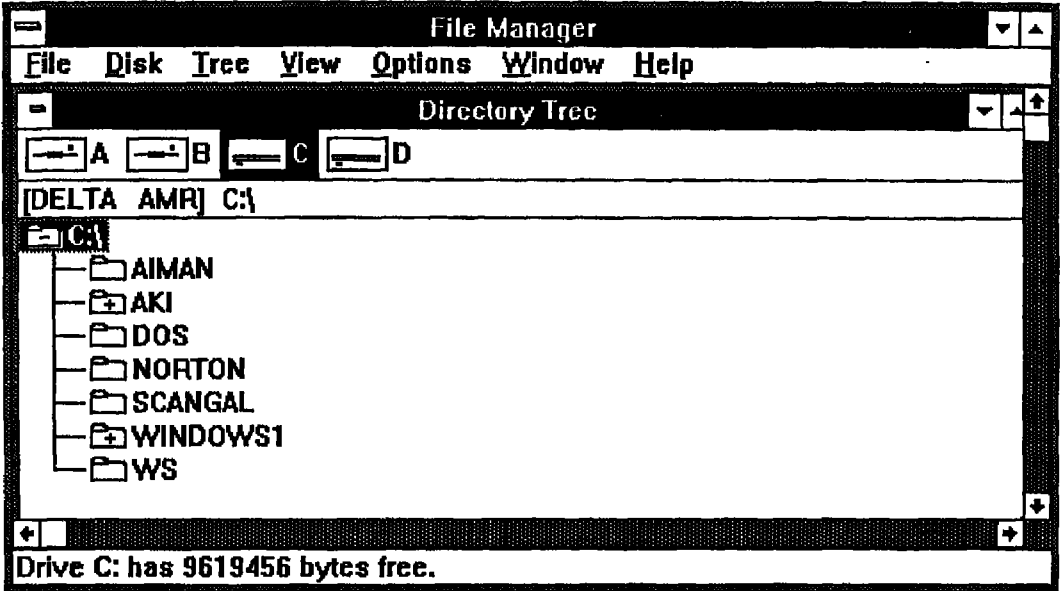 File Manager
File Disk Tree View Options Window Help
Directory Tree
A B C D
[DELTA AMR] C:\
C:\
AIMAN
AKI
DOS
NORTON
SCANGAL
WINDOWS1
WS
Drive C: has 9619456 bytes free.